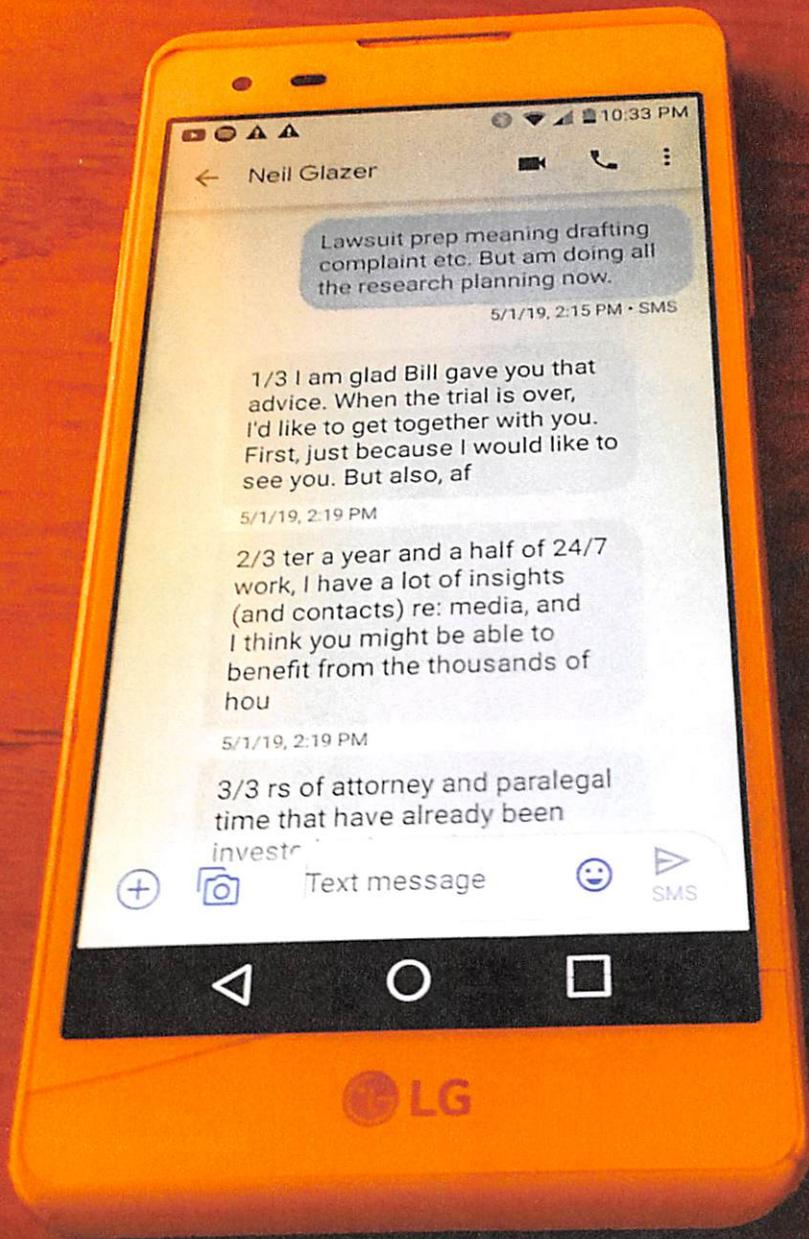 10:33 PM
Neil Glazer
Lawsuit prep meaning drafting
complaint etc. But am doing all
the research planning now.
5/1/19, 2:15 PM • SMS
1/3 I am glad Bill gave you that
advice. When the trial is over,
I'd like to get together with you.
First, just because I would like to
see you. But also, af
5/1/19, 2:19 PM
2/3 ter a year and a half of 24/7
work, I have a lot of insights
(and contacts) re: media, and
I think you might be able to
benefit from the thousands of
hou
5/1/19, 2:19 PM
3/3 rs of attorney and paralegal
time that have already been
Text message
SMS
LG